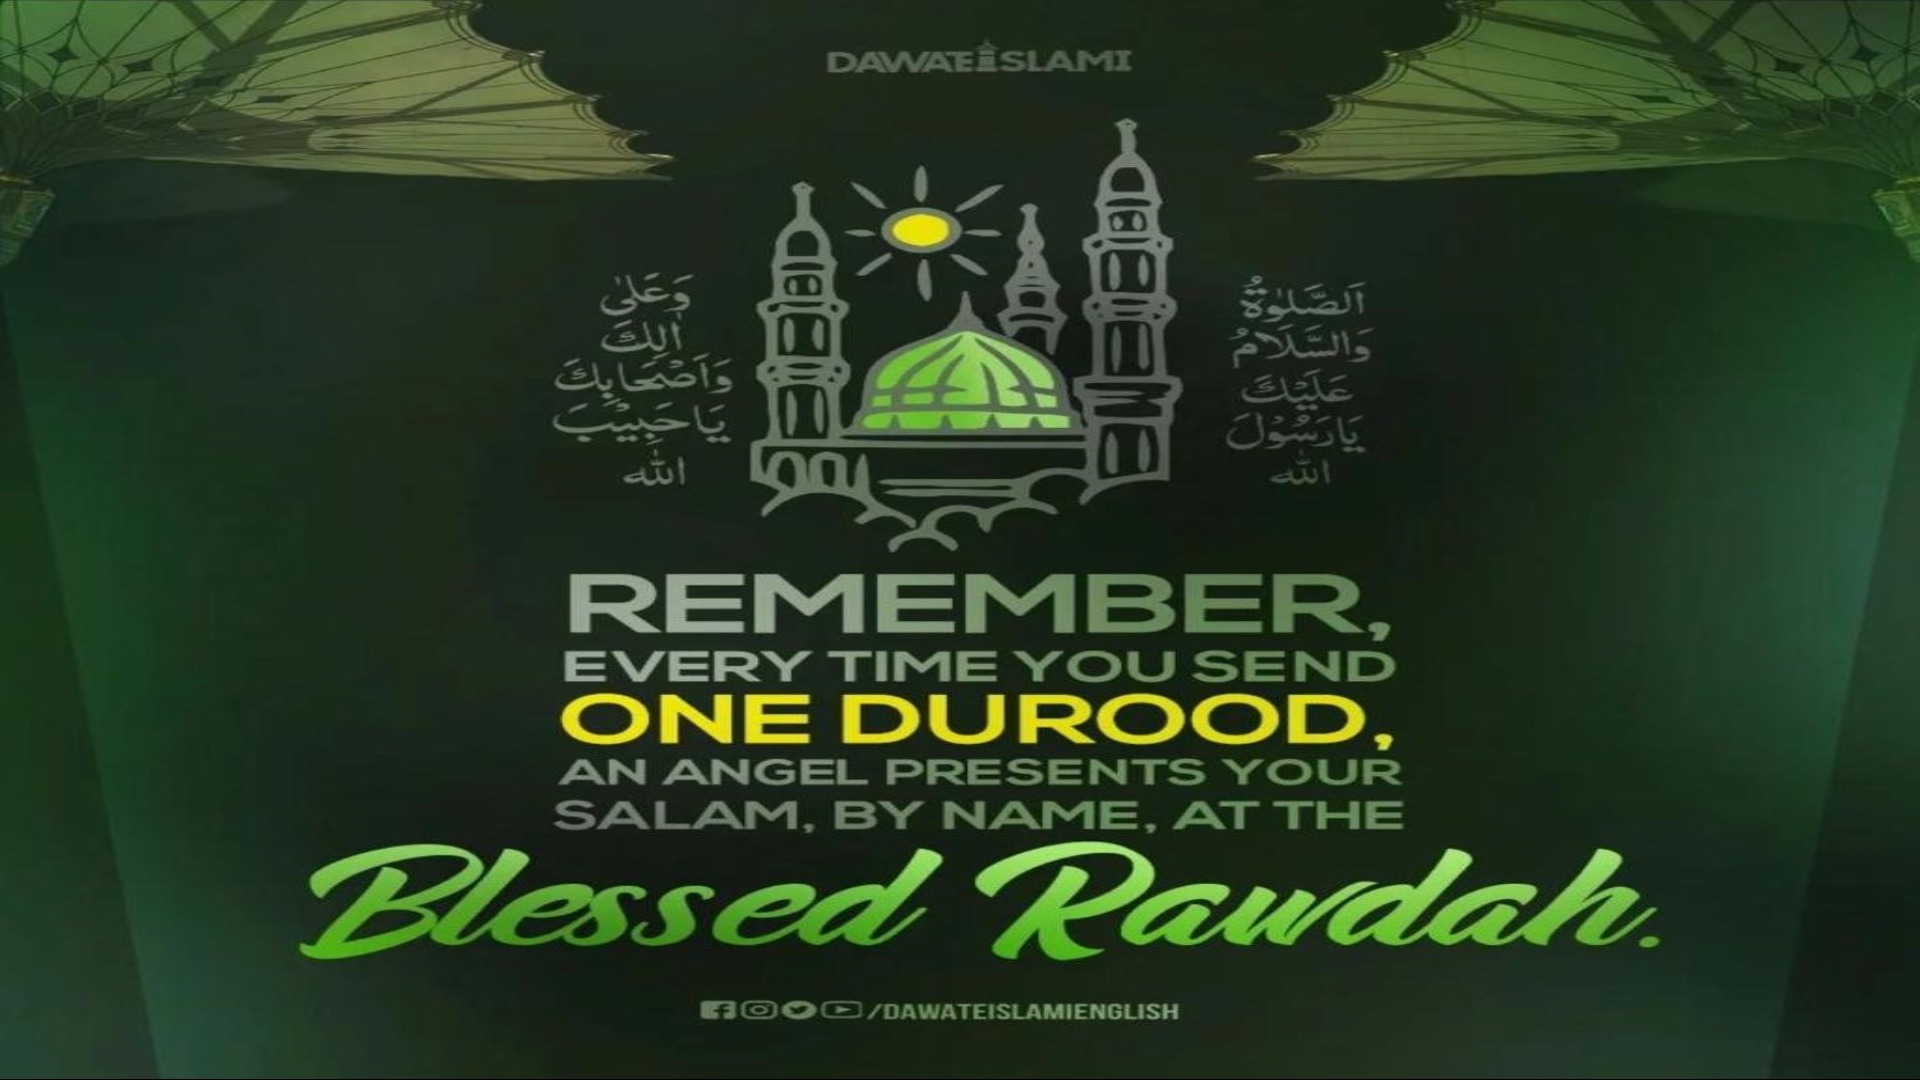 DAWATEISLAMI
اَلصَّلٰوةُ
وَالسَّلَامُ
عَلَيْكَ
يَارَسُوْلَ
اللّٰه
وَعَلٰى
اٰلِكَ
وَاَصْحَابِكَ
يَاحَبِيْبَ
اللّٰه
REMEMBER,
EVERY TIME YOU SEND
ONE DUROOD,
AN ANGEL PRESENTS YOUR
SALAM, BY NAME, AT THE
Blessed Rawdah.
/DAWATEISLAMIENGLISH